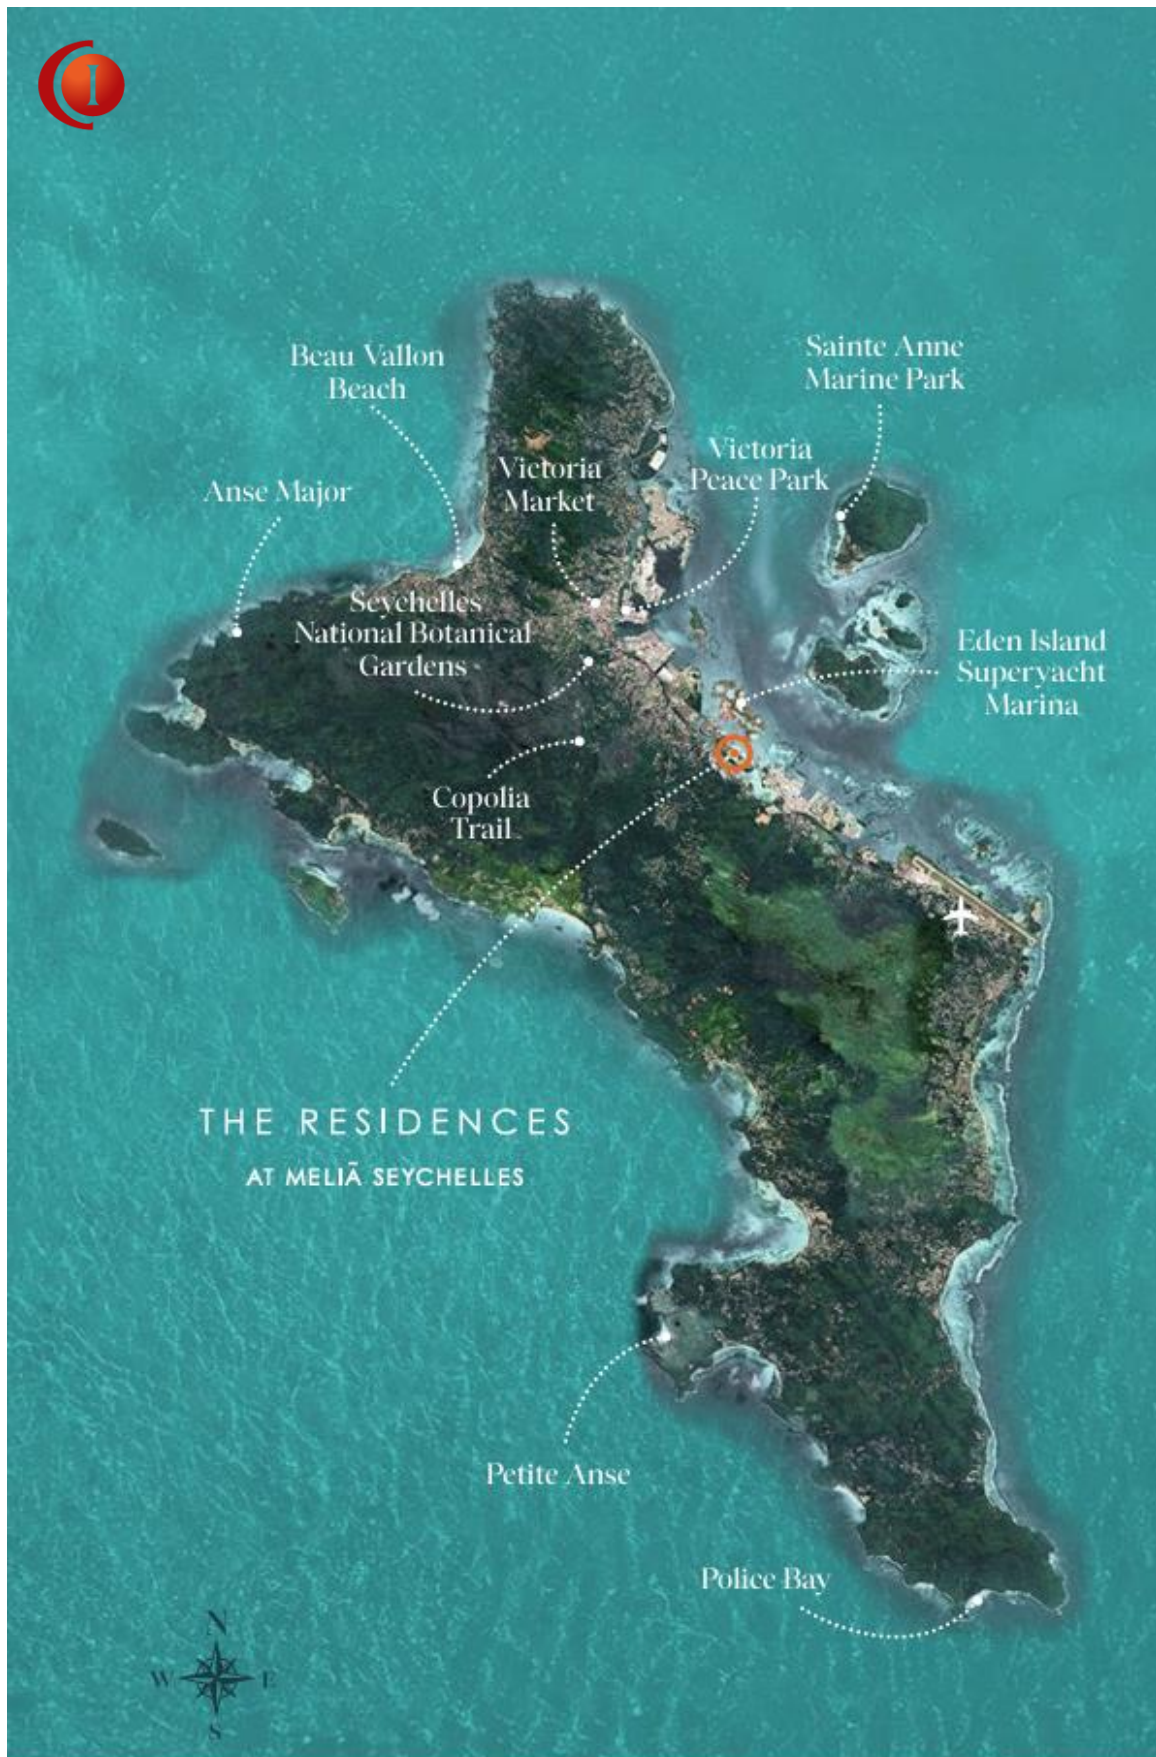 I
Beau Vallon
Beach
Sainte Anne
Marine Park
Victoria
Peace Park
Victoria
Market
Anse Major
Seychelles
National Botanical
Gardens
Eden Island
Superyacht
Marina
Copolia
Trail
THE RESIDENCES
AT MELIÃ SEYCHELLES
Petite Anse
Police Bay
N
W E
S